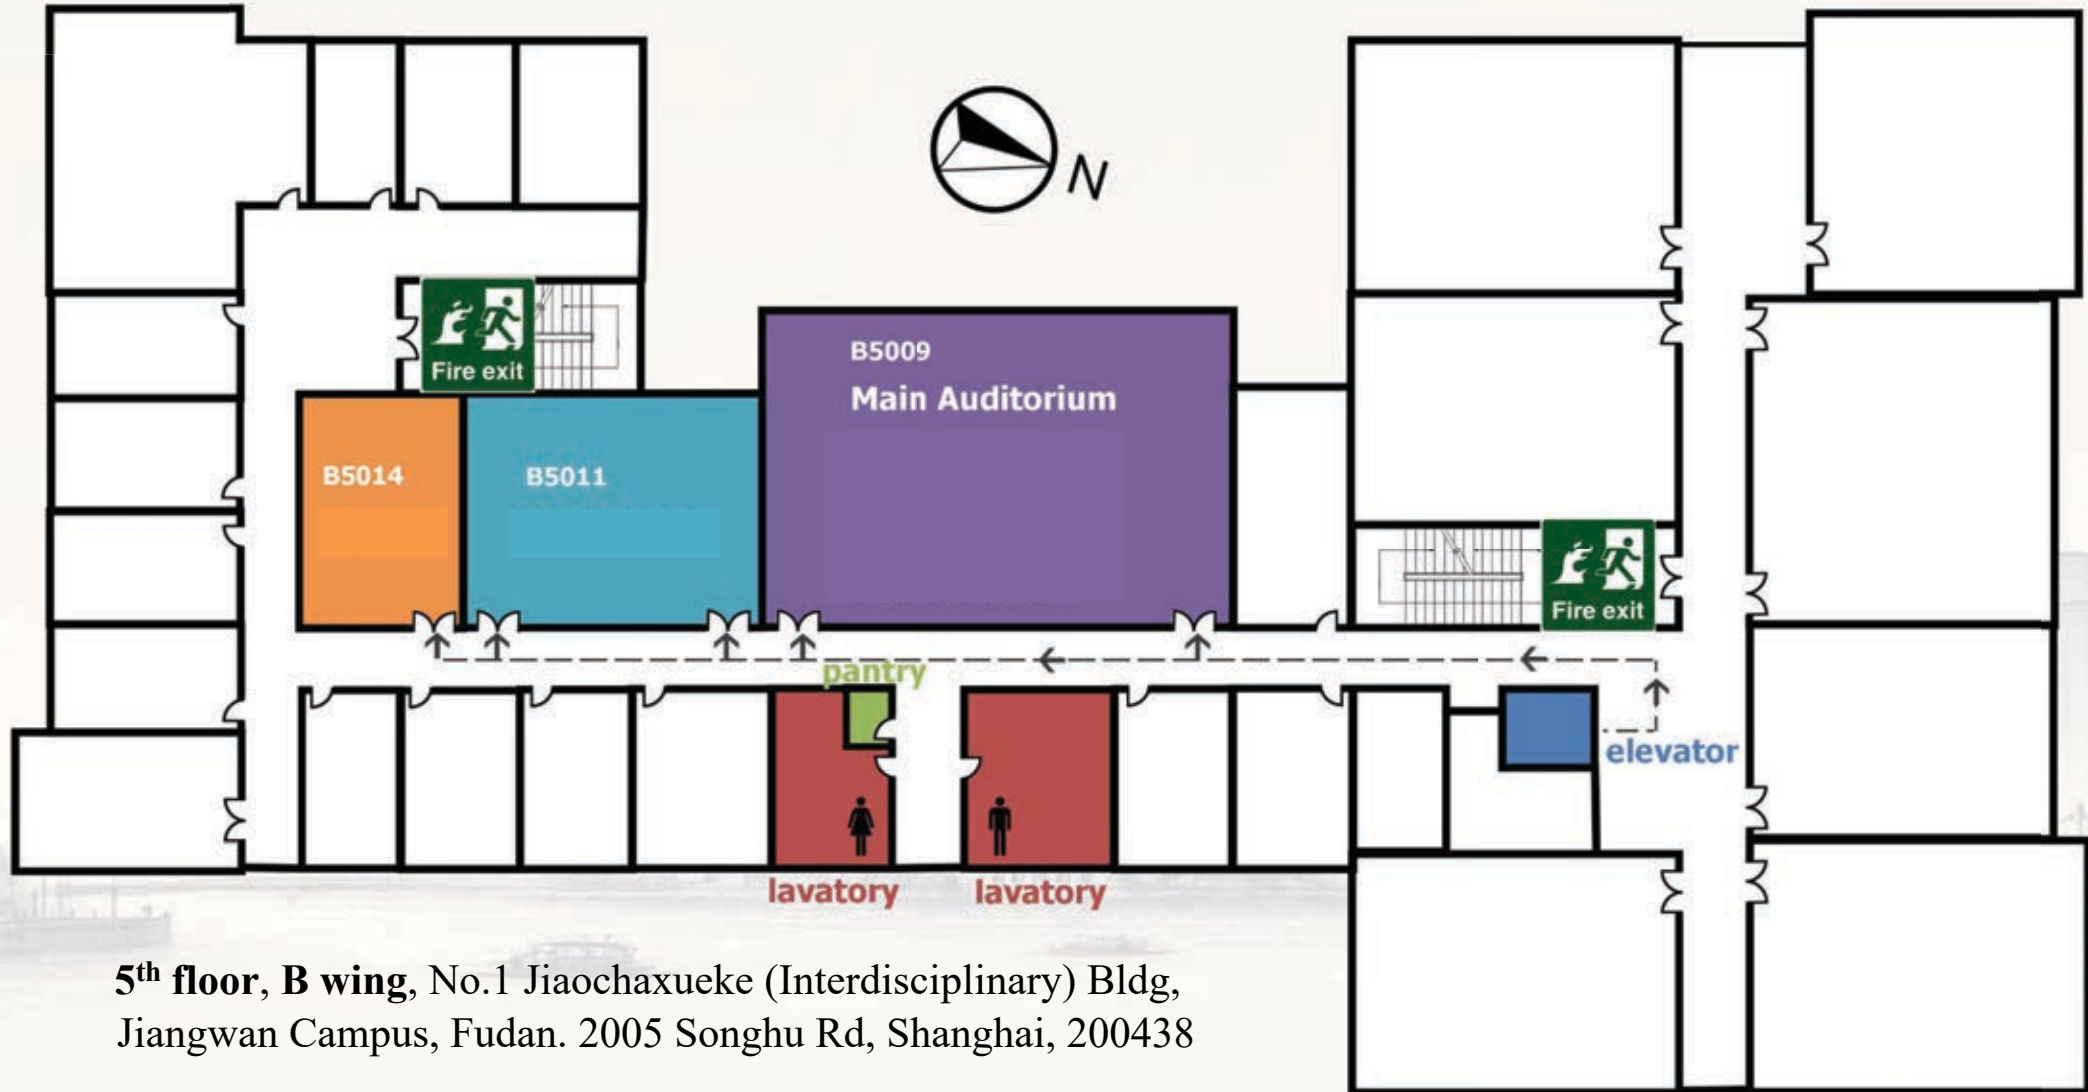 N
Fire exit
B5009
Main Auditorium
B5014
B5011
Fire exit
pantry
elevator
lavatory
lavatory
5th floor, B wing, No.1 Jiaochaxueke (Interdisciplinary) Bldg,
Jiangwan Campus, Fudan. 2005 Songhu Rd, Shanghai, 200438